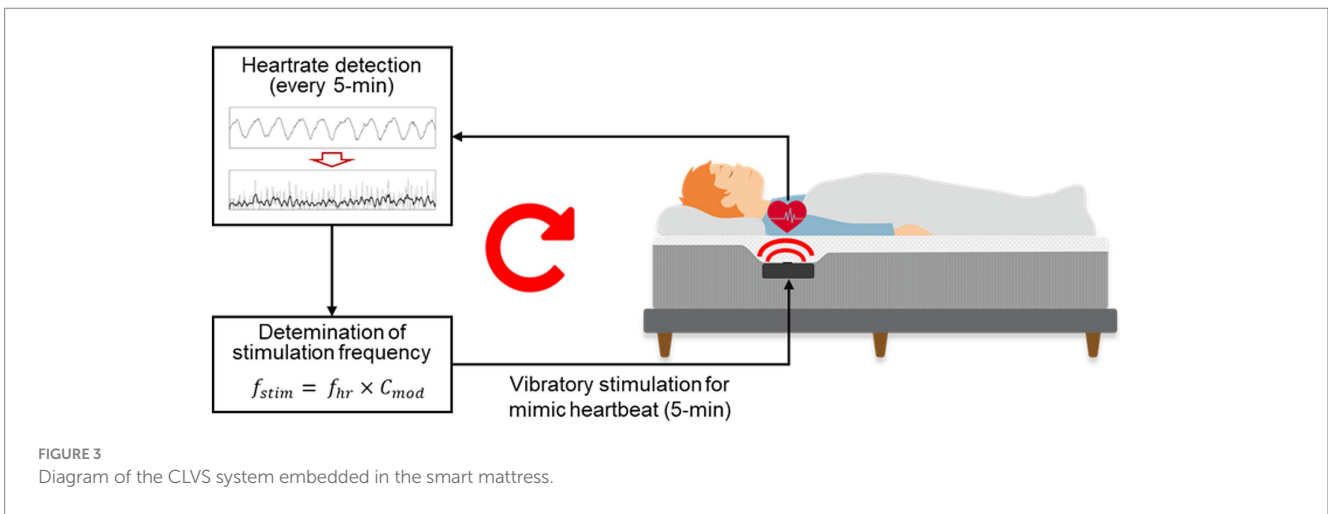 Heartrate detection
(every 5-min)
Detemination of
stimulation frequency
f_stim = f_hr × C_mod
Vibratory stimulation for
mimic heartbeat (5-min)
FIGURE 3
Diagram of the CLVS system embedded in the smart mattress.